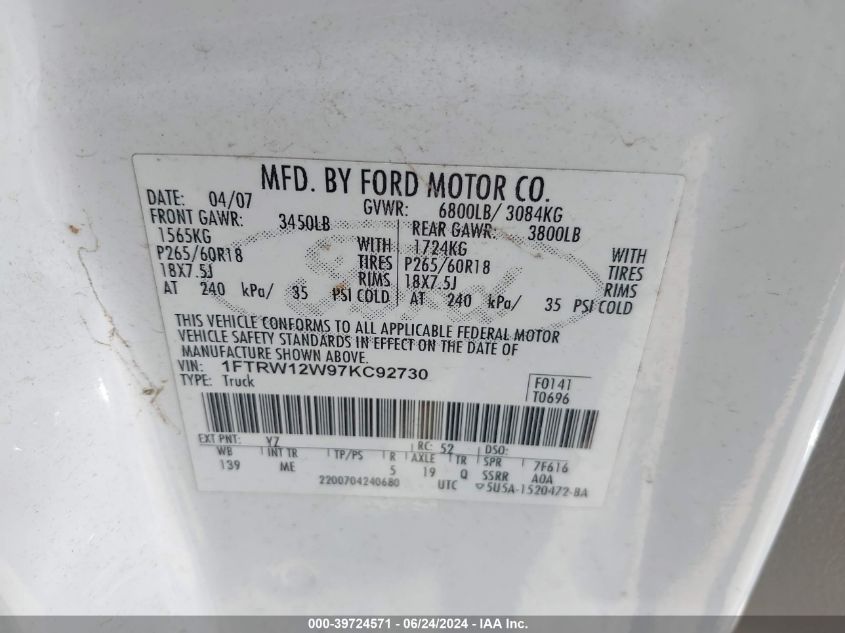 MFD. BY FORD MOTOR CO.
DATE: 04/07 GVWR: 6800LB/ 3084KG
FRONT GAWR: 3450LB REAR GAWR: 3800LB
1565KG WITH 1724KG WITH
P265/60R18 TIRES P265/60R18 TIRES
18X7.5J RIMS 18X7.5J RIMS
AT 240 kPa/ 35 PSI COLD AT 240 kPa/ 35 PSI COLD
Ford
THIS VEHICLE CONFORMS TO ALL APPLICABLE FEDERAL MOTOR
VEHICLE SAFETY STANDARDS IN EFFECT ON THE DATE OF
MANUFACTURE SHOWN ABOVE.
VIN: 1FTRW12W97KC92730
TYPE: Truck
F0141
T0696
EXT PNT: YZ RC: 52 DSO:
WB INT TR TP/PS R AXLE TR SPR 7F616
139 ME 5 19 Q SSRR A0A
2200704240680 UTC 5U5A-1520472-BA
000-39724571 - 06/24/2024 - IAA Inc.